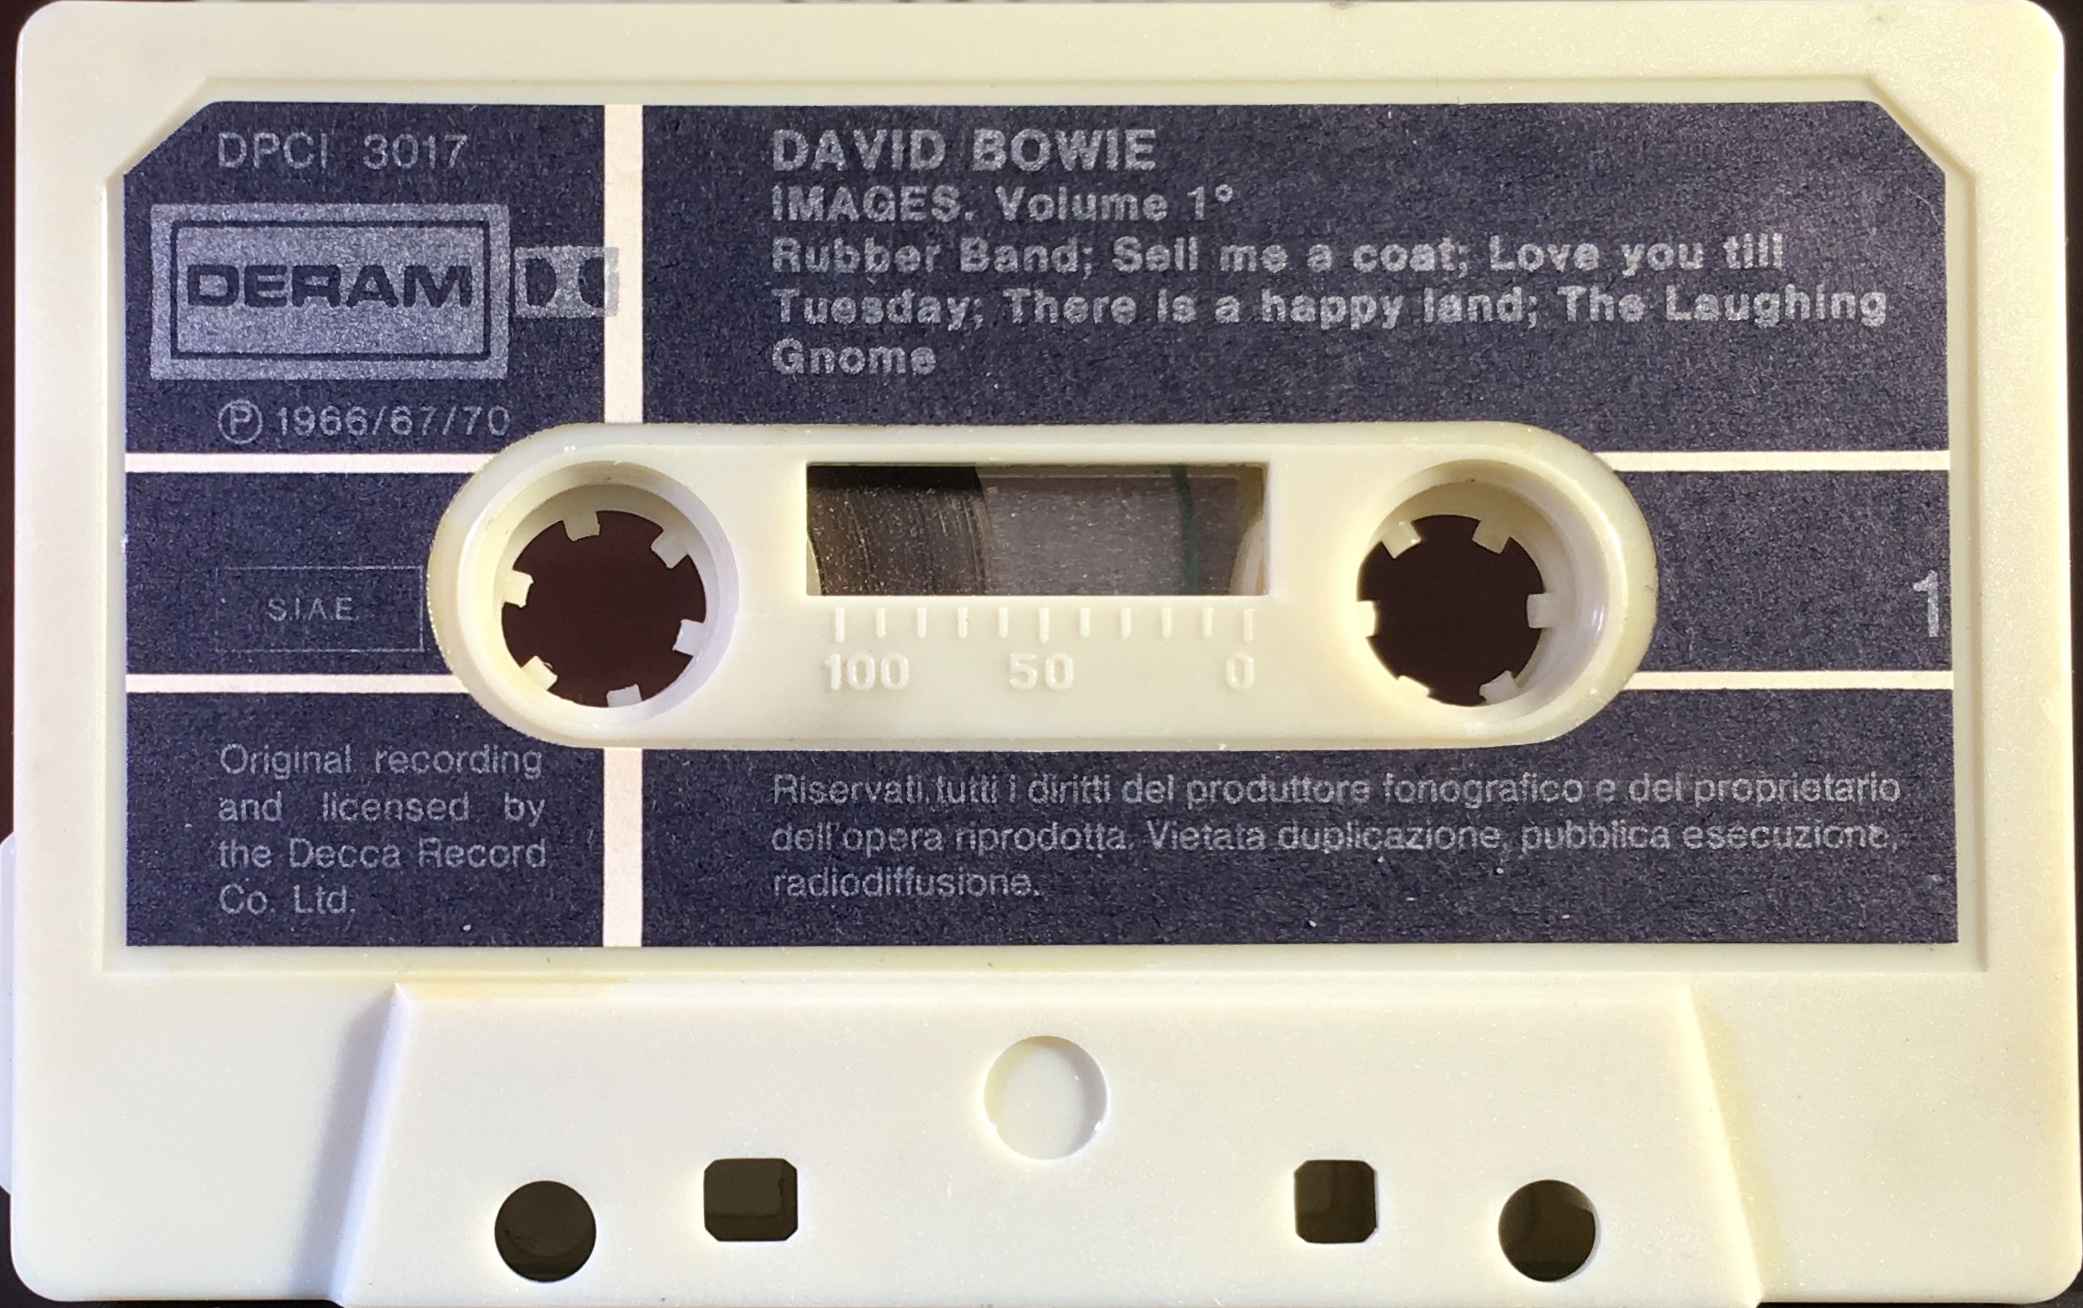 DPCI 3017
DERAM
℗ 1966/67/70
DAVID BOWIE
IMAGES. Volume 1°
Rubber Band; Sell me a coat; Love you till
Tuesday; There is a happy land; The Laughing
Gnome
S.I.A.E.
100 50 0
1
Original recording
and licensed by
the Decca Record
Co. Ltd.
Riservati tutti i diritti del produttore fonografico e del proprietario
dell'opera riprodotta. Vietata duplicazione, pubblica esecuzione,
radiodiffusione.